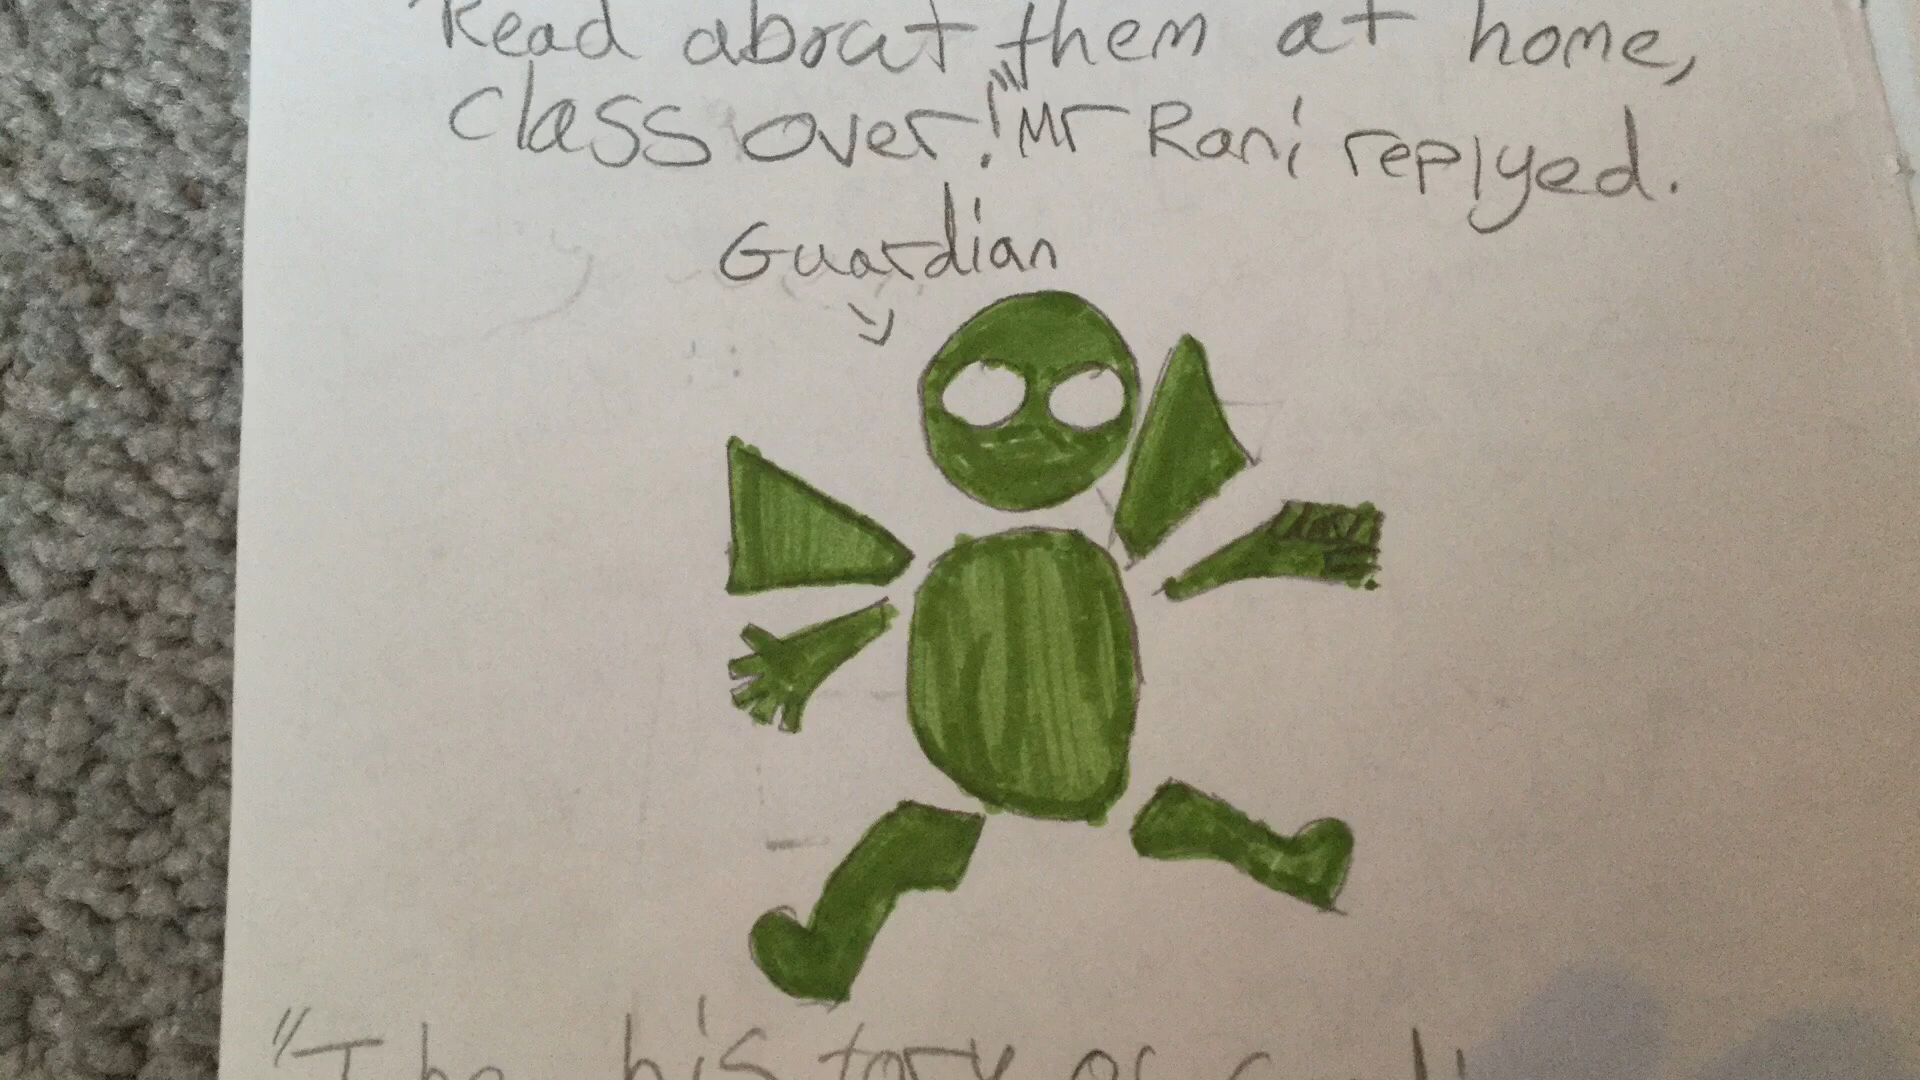 Read about them at home,
class over!" Mr Rani replyed.
Guardian
"The history of